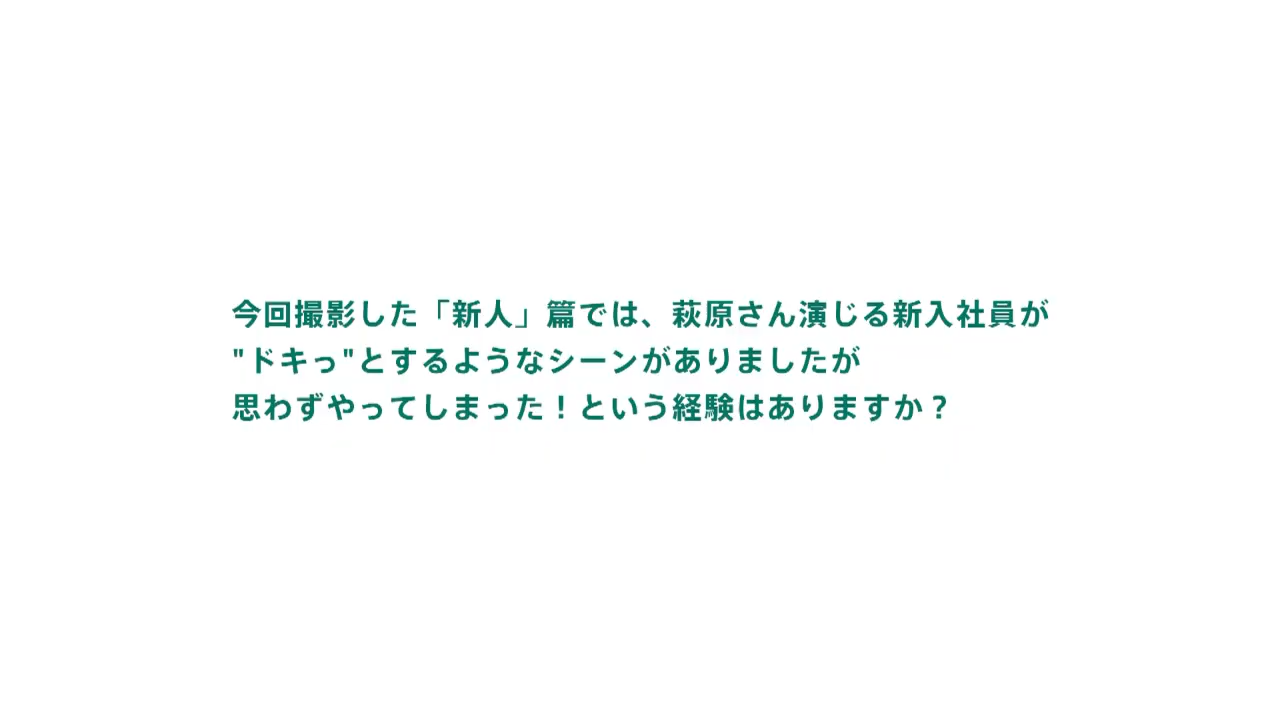 今回撮影した「新人」篇では、萩原さん演じる新入社員が
"ドキっ"とするようなシーンがありましたが
思わずやってしまった！という経験はありますか？